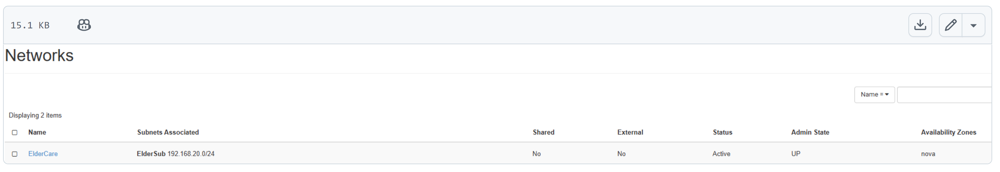 15.1 KB
Networks
Name =
Displaying 2 items
Name Subnets Associated Shared External Status Admin State Availability Zones
ElderCare ElderSub 192.168.20.0/24 No No Active UP nova